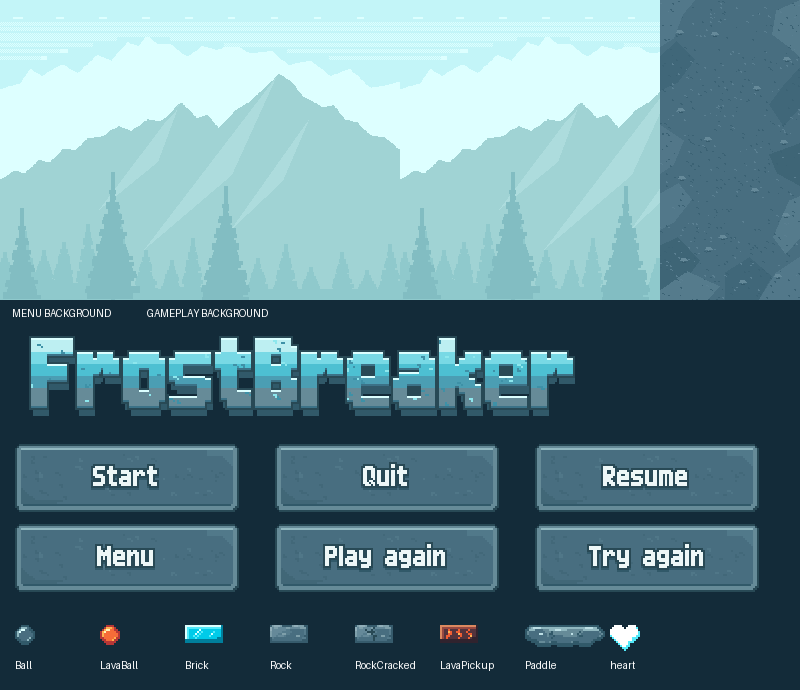 MENU BACKGROUND GAMEPLAY BACKGROUND
FrostBreaker
Start Quit Resume
Menu Play again Try again
Ball LavaBall Brick Rock RockCracked LavaPickup Paddle heart